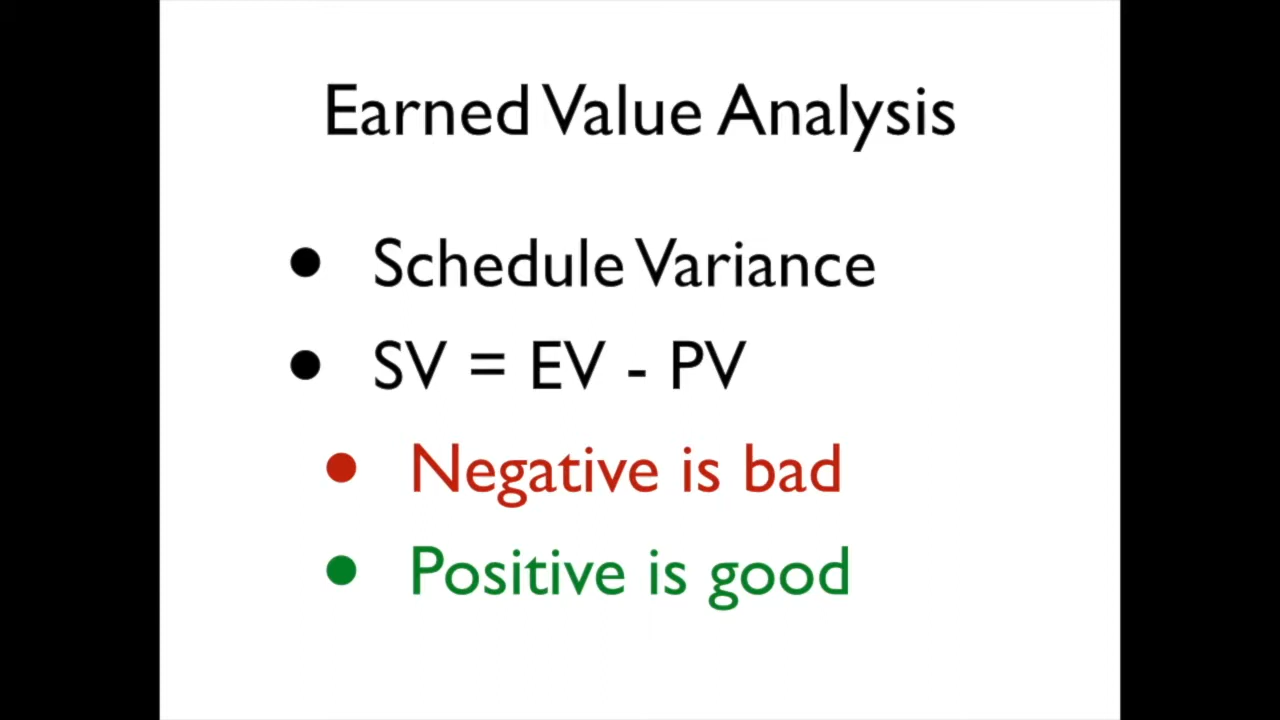 Earned Value Analysis
• Schedule Variance
• SV = EV - PV
• Negative is bad
• Positive is good